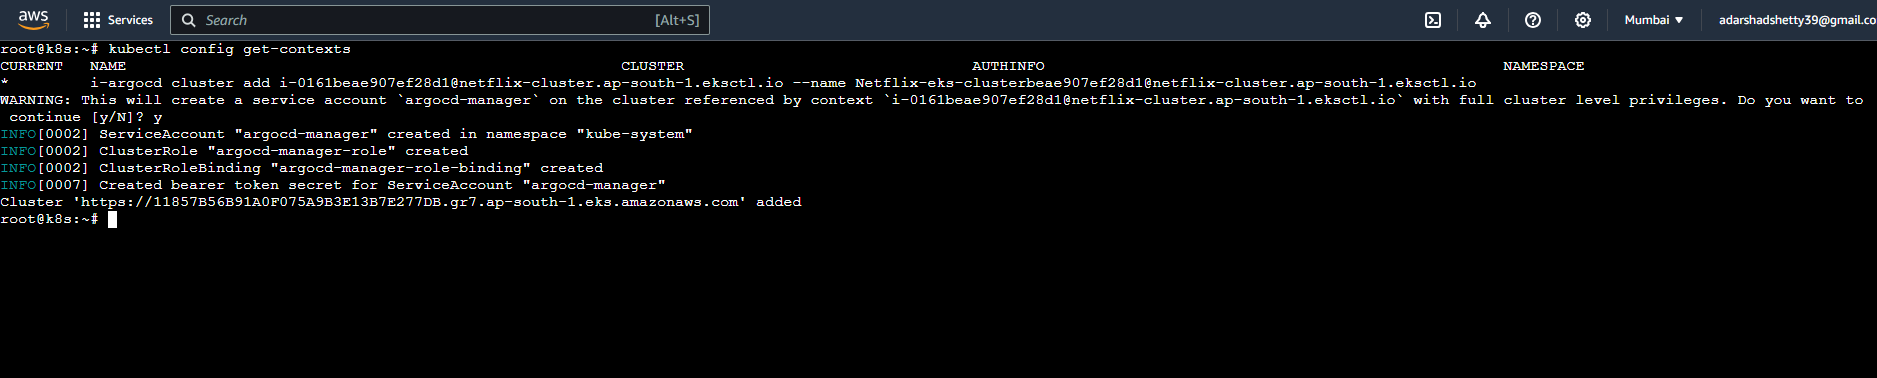 aws Services Search [Alt+S] Mumbai ▼ adarshadshetty39@gmail.co
root@k8s:~# kubectl config get-contexts
CURRENT NAME CLUSTER AUTHINFO NAMESPACE
* i-argocd cluster add i-0161beae907ef28d1@netflix-cluster.ap-south-1.eksctl.io --name Netflix-eks-clusterbeae907ef28d1@netflix-cluster.ap-south-1.eksctl.io
WARNING: This will create a service account `argocd-manager` on the cluster referenced by context `i-0161beae907ef28d1@netflix-cluster.ap-south-1.eksctl.io` with full cluster level privileges. Do you want to
continue [y/N]? y
INFO[0002] ServiceAccount "argocd-manager" created in namespace "kube-system"
INFO[0002] ClusterRole "argocd-manager-role" created
INFO[0002] ClusterRoleBinding "argocd-manager-role-binding" created
INFO[0007] Created bearer token secret for ServiceAccount "argocd-manager"
Cluster 'https://11857B56B91A0F075A9B3E13B7E277DB.gr7.ap-south-1.eks.amazonaws.com' added
root@k8s:~#